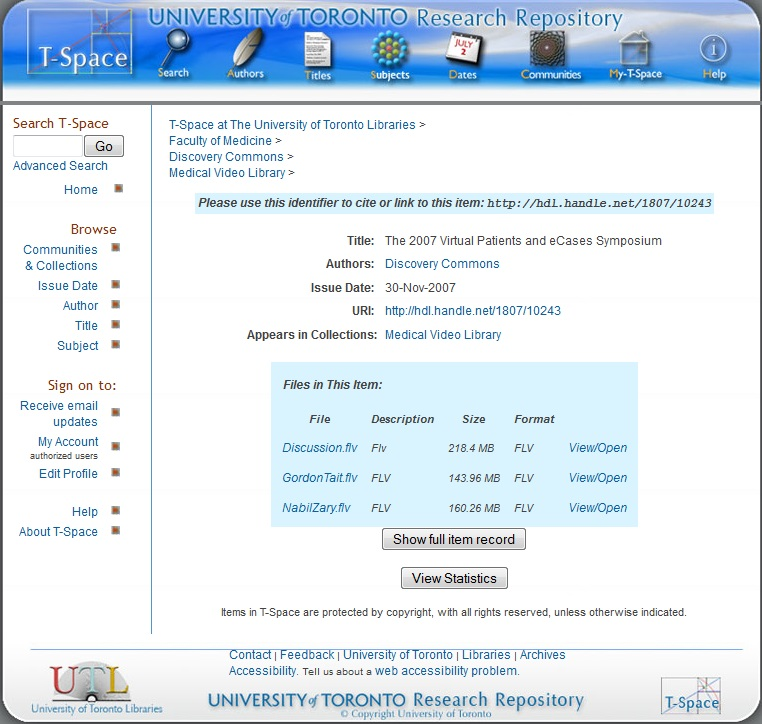 UNIVERSITY of TORONTO Research Repository
T-Space
Search
Authors
Titles
Subjects
JULY
2
Dates
Communities
My-T-Space
i
Help
Search T-Space
Go
Advanced Search
Home
Browse
Communities
& Collections
Issue Date
Author
Title
Subject
Sign on to:
Receive email
updates
My Account
authorized users
Edit Profile
Help
About T-Space
T-Space at The University of Toronto Libraries >
Faculty of Medicine >
Discovery Commons >
Medical Video Library >
Please use this identifier to cite or link to this item: http://hdl.handle.net/1807/10243
Title: The 2007 Virtual Patients and eCases Symposium
Authors: Discovery Commons
Issue Date: 30-Nov-2007
URI: http://hdl.handle.net/1807/10243
Appears in Collections: Medical Video Library
Files in This Item:
File Description Size Format
Discussion.flv Flv 218.4 MB FLV View/Open
GordonTait.flv FLV 143.96 MB FLV View/Open
NabilZary.flv FLV 160.26 MB FLV View/Open
Show full item record
View Statistics
Items in T-Space are protected by copyright, with all rights reserved, unless otherwise indicated.
Contact | Feedback | University of Toronto | Libraries | Archives
Accessibility. Tell us about a web accessibility problem.
UTL
University of Toronto Libraries
UNIVERSITY of TORONTO Research Repository
© Copyright University of Toronto
T-Space